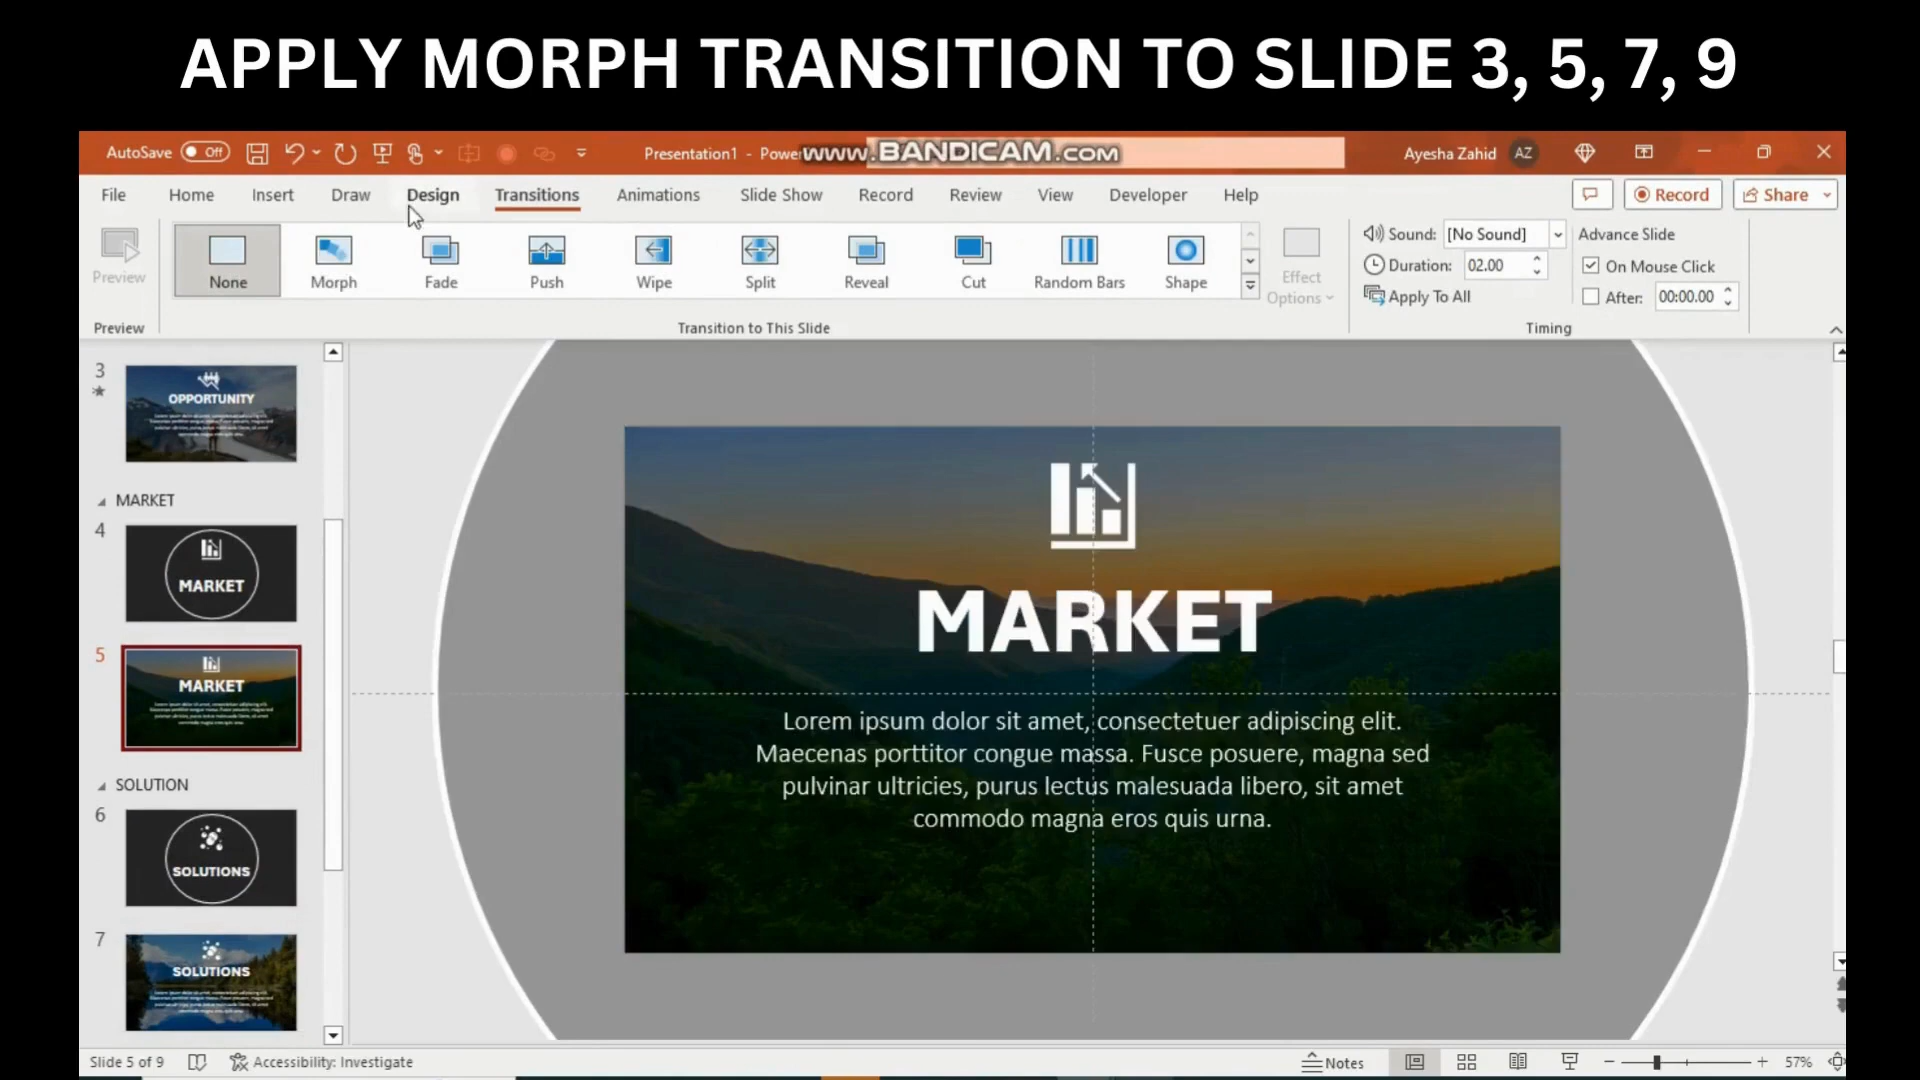 APPLY MORPH TRANSITION TO SLIDE 3, 5, 7, 9
AutoSave Off
Presentation1 - Power
www.BANDICAM.com
Ayesha Zahid AZ
File Home Insert Draw Design Transitions Animations Slide Show Record Review View Developer Help
Record Share
Preview
None Morph Fade Push Wipe Split Reveal Cut Random Bars Shape
Effect Options
Sound: [No Sound]
Duration: 02.00
Apply To All
Advance Slide
On Mouse Click
After: 00:00.00
Preview Transition to This Slide Timing
3
OPPORTUNITY
MARKET
4
MARKET
5
MARKET
SOLUTION
6
SOLUTIONS
7
SOLUTIONS
MARKET
Lorem ipsum dolor sit amet, consectetuer adipiscing elit.
Maecenas porttitor congue massa. Fusce posuere, magna sed
pulvinar ultricies, purus lectus malesuada libero, sit amet
commodo magna eros quis urna.
Slide 5 of 9 Accessibility: Investigate Notes 57%